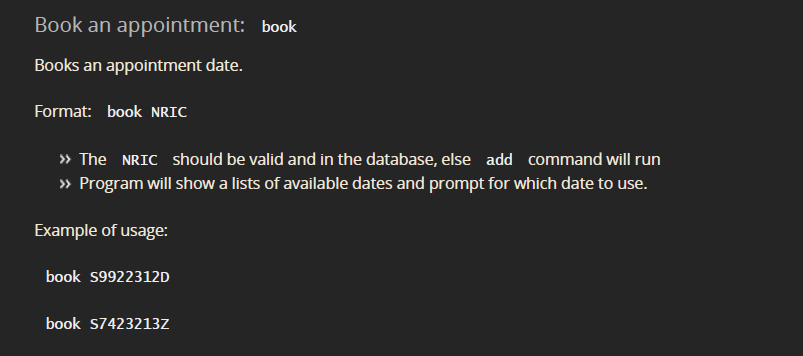 Book an appointment: book
Books an appointment date.
Format: book NRIC
›› The NRIC should be valid and in the database, else add command will run
›› Program will show a lists of available dates and prompt for which date to use.
Example of usage:
book S9922312D
book S7423213Z